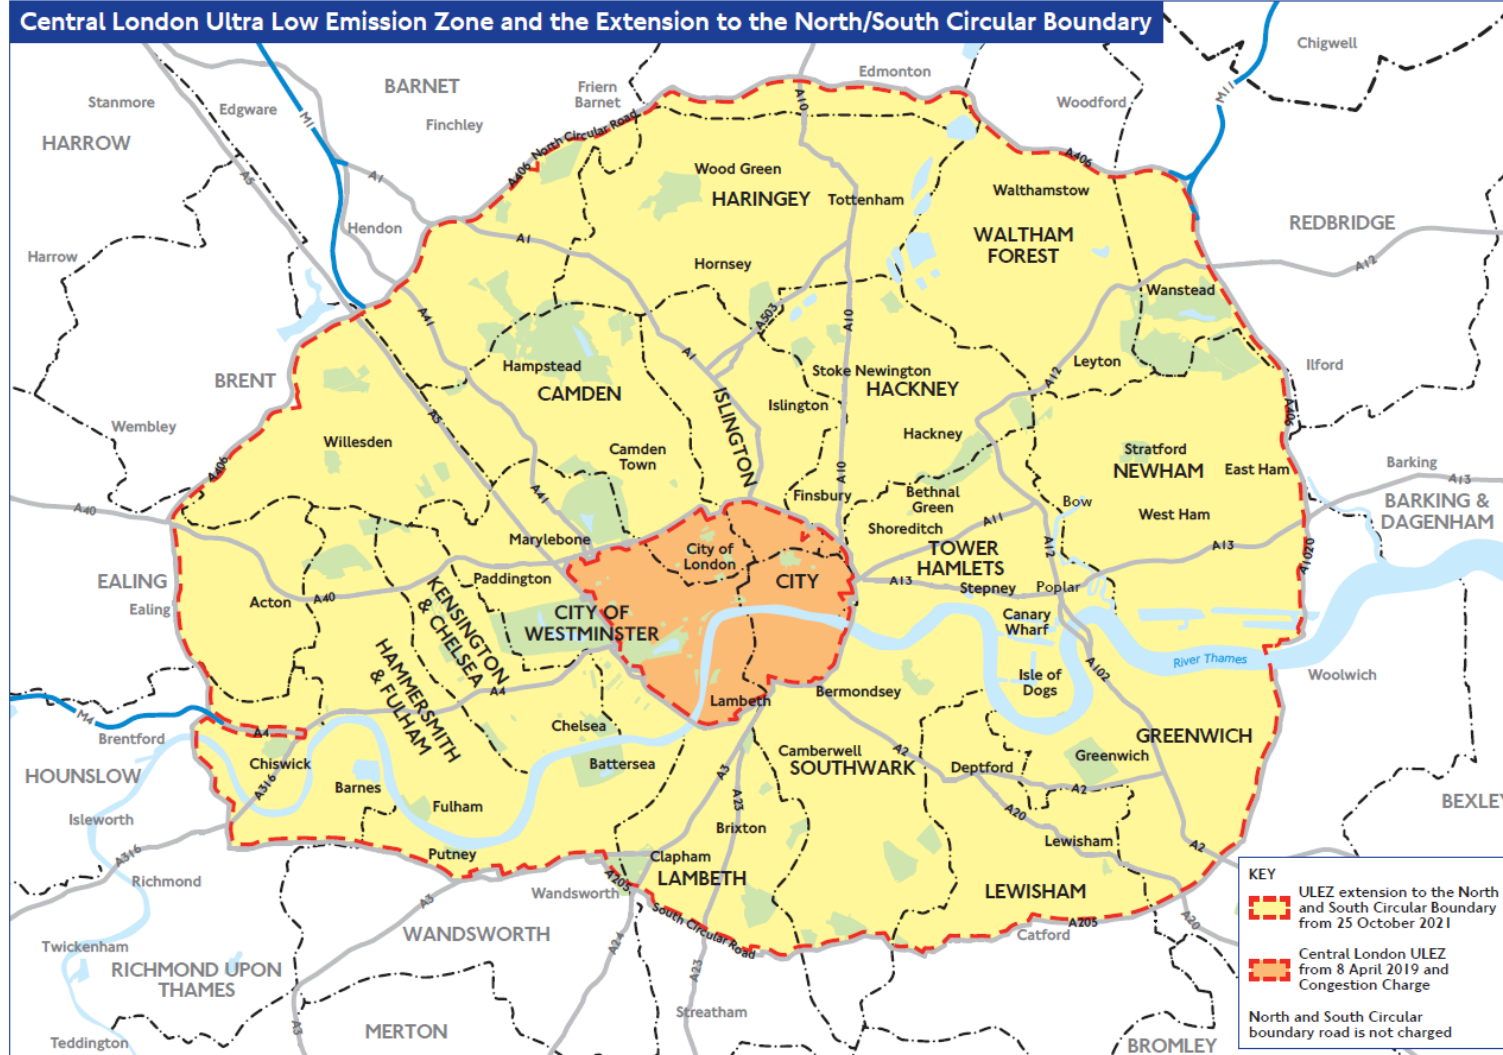 Central London Ultra Low Emission Zone and the Extension to the North/South Circular Boundary
Chigwell
Edmonton
BARNET
Friern
Barnet
Stanmore
Edgware
Woodford
M11
A10
M1
Finchley
HARROW
A406 North Circular Road
A406
A5
A1
Wood Green
HARINGEY
Tottenham
Walthamstow
Hendon
REDBRIDGE
A1
WALTHAM
FOREST
Harrow
Hornsey
A12
Wanstead
A41
A503
A10
A1
Hampstead
CAMDEN
Stoke Newington
HACKNEY
Leyton
Ilford
BRENT
A12
ISLINGTON
Islington
A5
A406
Wembley
Willesden
Hackney
Camden
Town
Stratford
NEWHAM
East Ham
Barking
A406
A10
A13
A41
Finsbury
Bethnal
Green
Bow
BARKING &
DAGENHAM
A40
Shoreditch
A11
West Ham
Marylebone
City of
London
TOWER
HAMLETS
A12
A13
A1020
EALING
Paddington
CITY
A13
Stepney
Poplar
Ealing
Acton
A40
KENSINGTON
& CHELSEA
CITY OF
WESTMINSTER
Canary
Wharf
HAMMERSMITH
& FULHAM
River Thames
Isle of
Dogs
A102
Woolwich
A4
Lambeth
Bermondsey
M4
A4
Chelsea
GREENWICH
Brentford
Camberwell
SOUTHWARK
A2
Deptford
Greenwich
HOUNSLOW
Chiswick
Battersea
A3
A316
Barnes
A23
A2
Fulham
A20
BEXLEY
Isleworth
Brixton
Lewisham
A2
A316
Putney
Clapham
LAMBETH
Richmond
A205
Wandsworth
LEWISHAM
A3
South Circular Road
A205
A20
WANDSWORTH
Catford
Twickenham
A24
RICHMOND UPON
THAMES
A23
A3
Streatham
MERTON
Teddington
BROMLEY
KEY
ULEZ extension to the North
and South Circular Boundary
from 25 October 2021
Central London ULEZ
from 8 April 2019 and
Congestion Charge
North and South Circular
boundary road is not charged